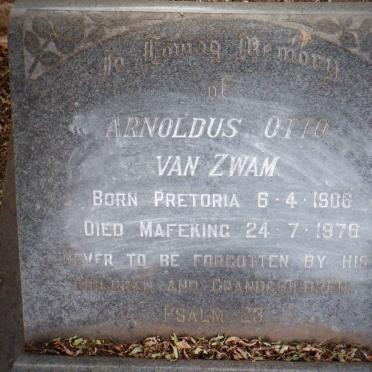 In Loving Memory
of
ARNOLDUS OTTO
VAN ZWAM
BORN PRETORIA 6·4·1906
DIED MAFEKING 24·7·1976
NEVER TO BE FORGOTTEN BY HIS
CHILDREN AND GRANDCHILDREN
PSALM 23